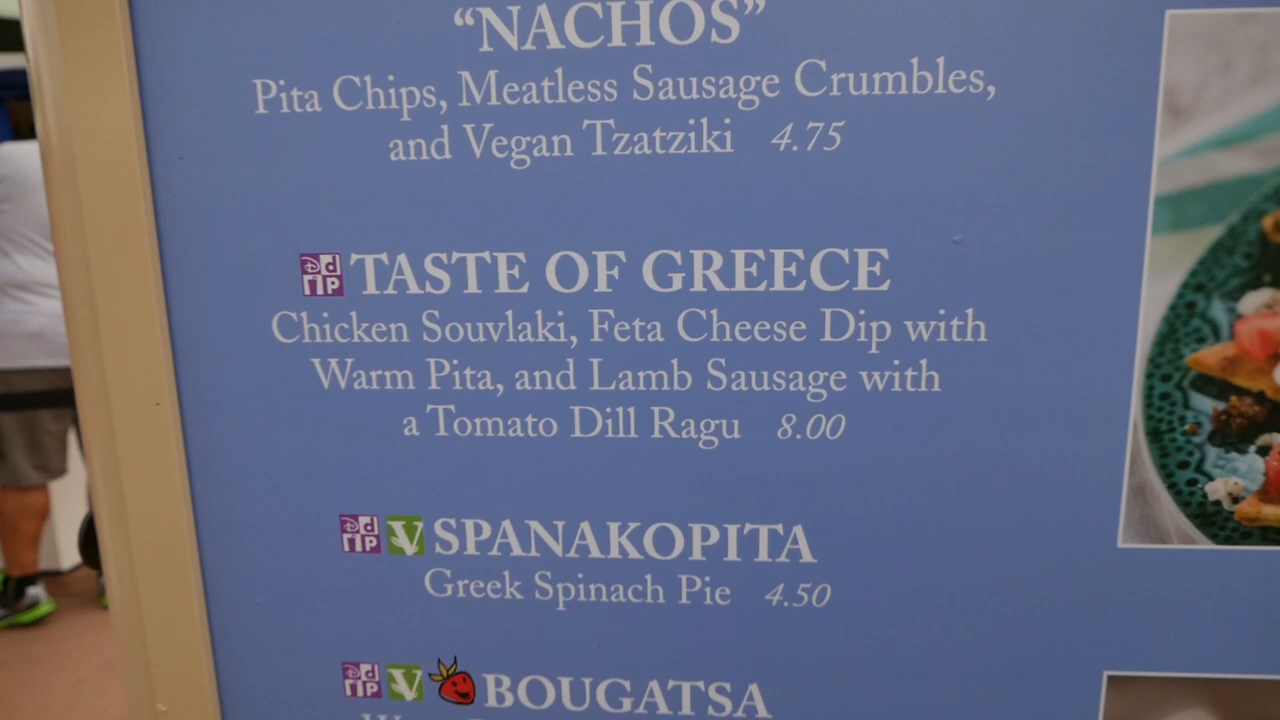 “NACHOS”
Pita Chips, Meatless Sausage Crumbles,
and Vegan Tzatziki 4.75
TASTE OF GREECE
Chicken Souvlaki, Feta Cheese Dip with
Warm Pita, and Lamb Sausage with
a Tomato Dill Ragu 8.00
V SPANAKOPITA
Greek Spinach Pie 4.50
V BOUGATSA